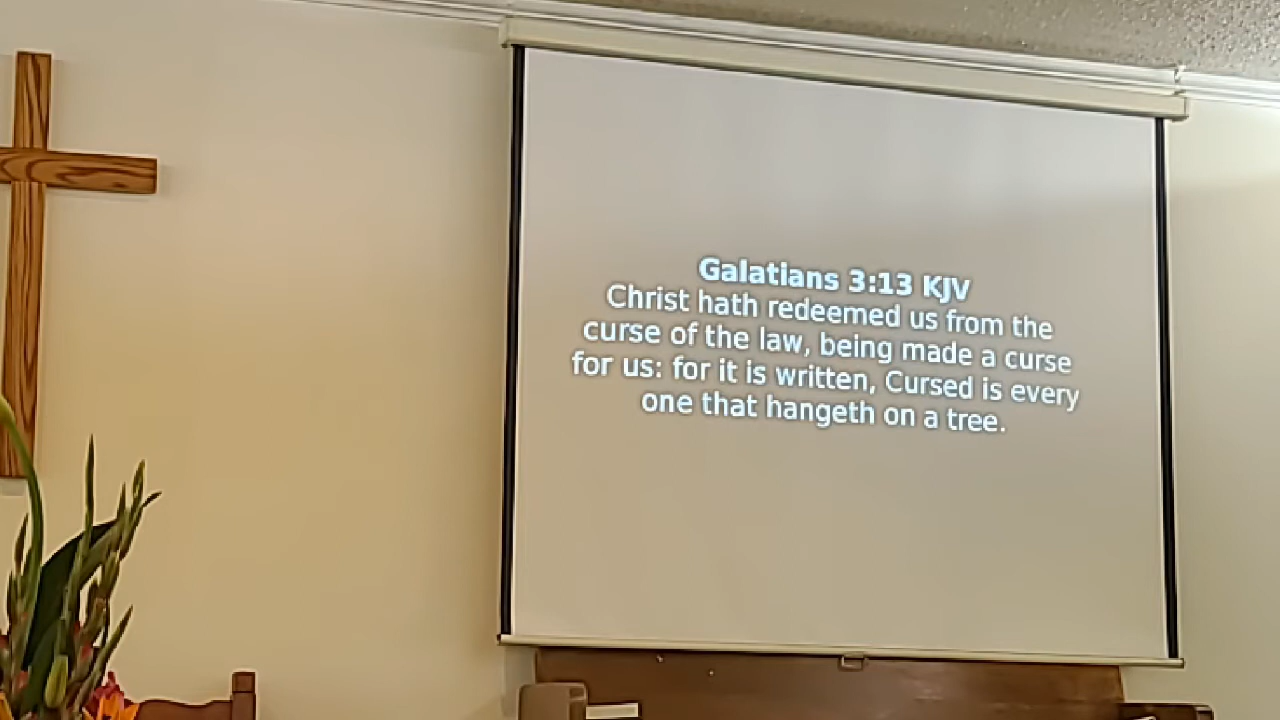 Galatians 3:13 KJV
Christ hath redeemed us from the
curse of the law, being made a curse
for us: for it is written, Cursed is every
one that hangeth on a tree.